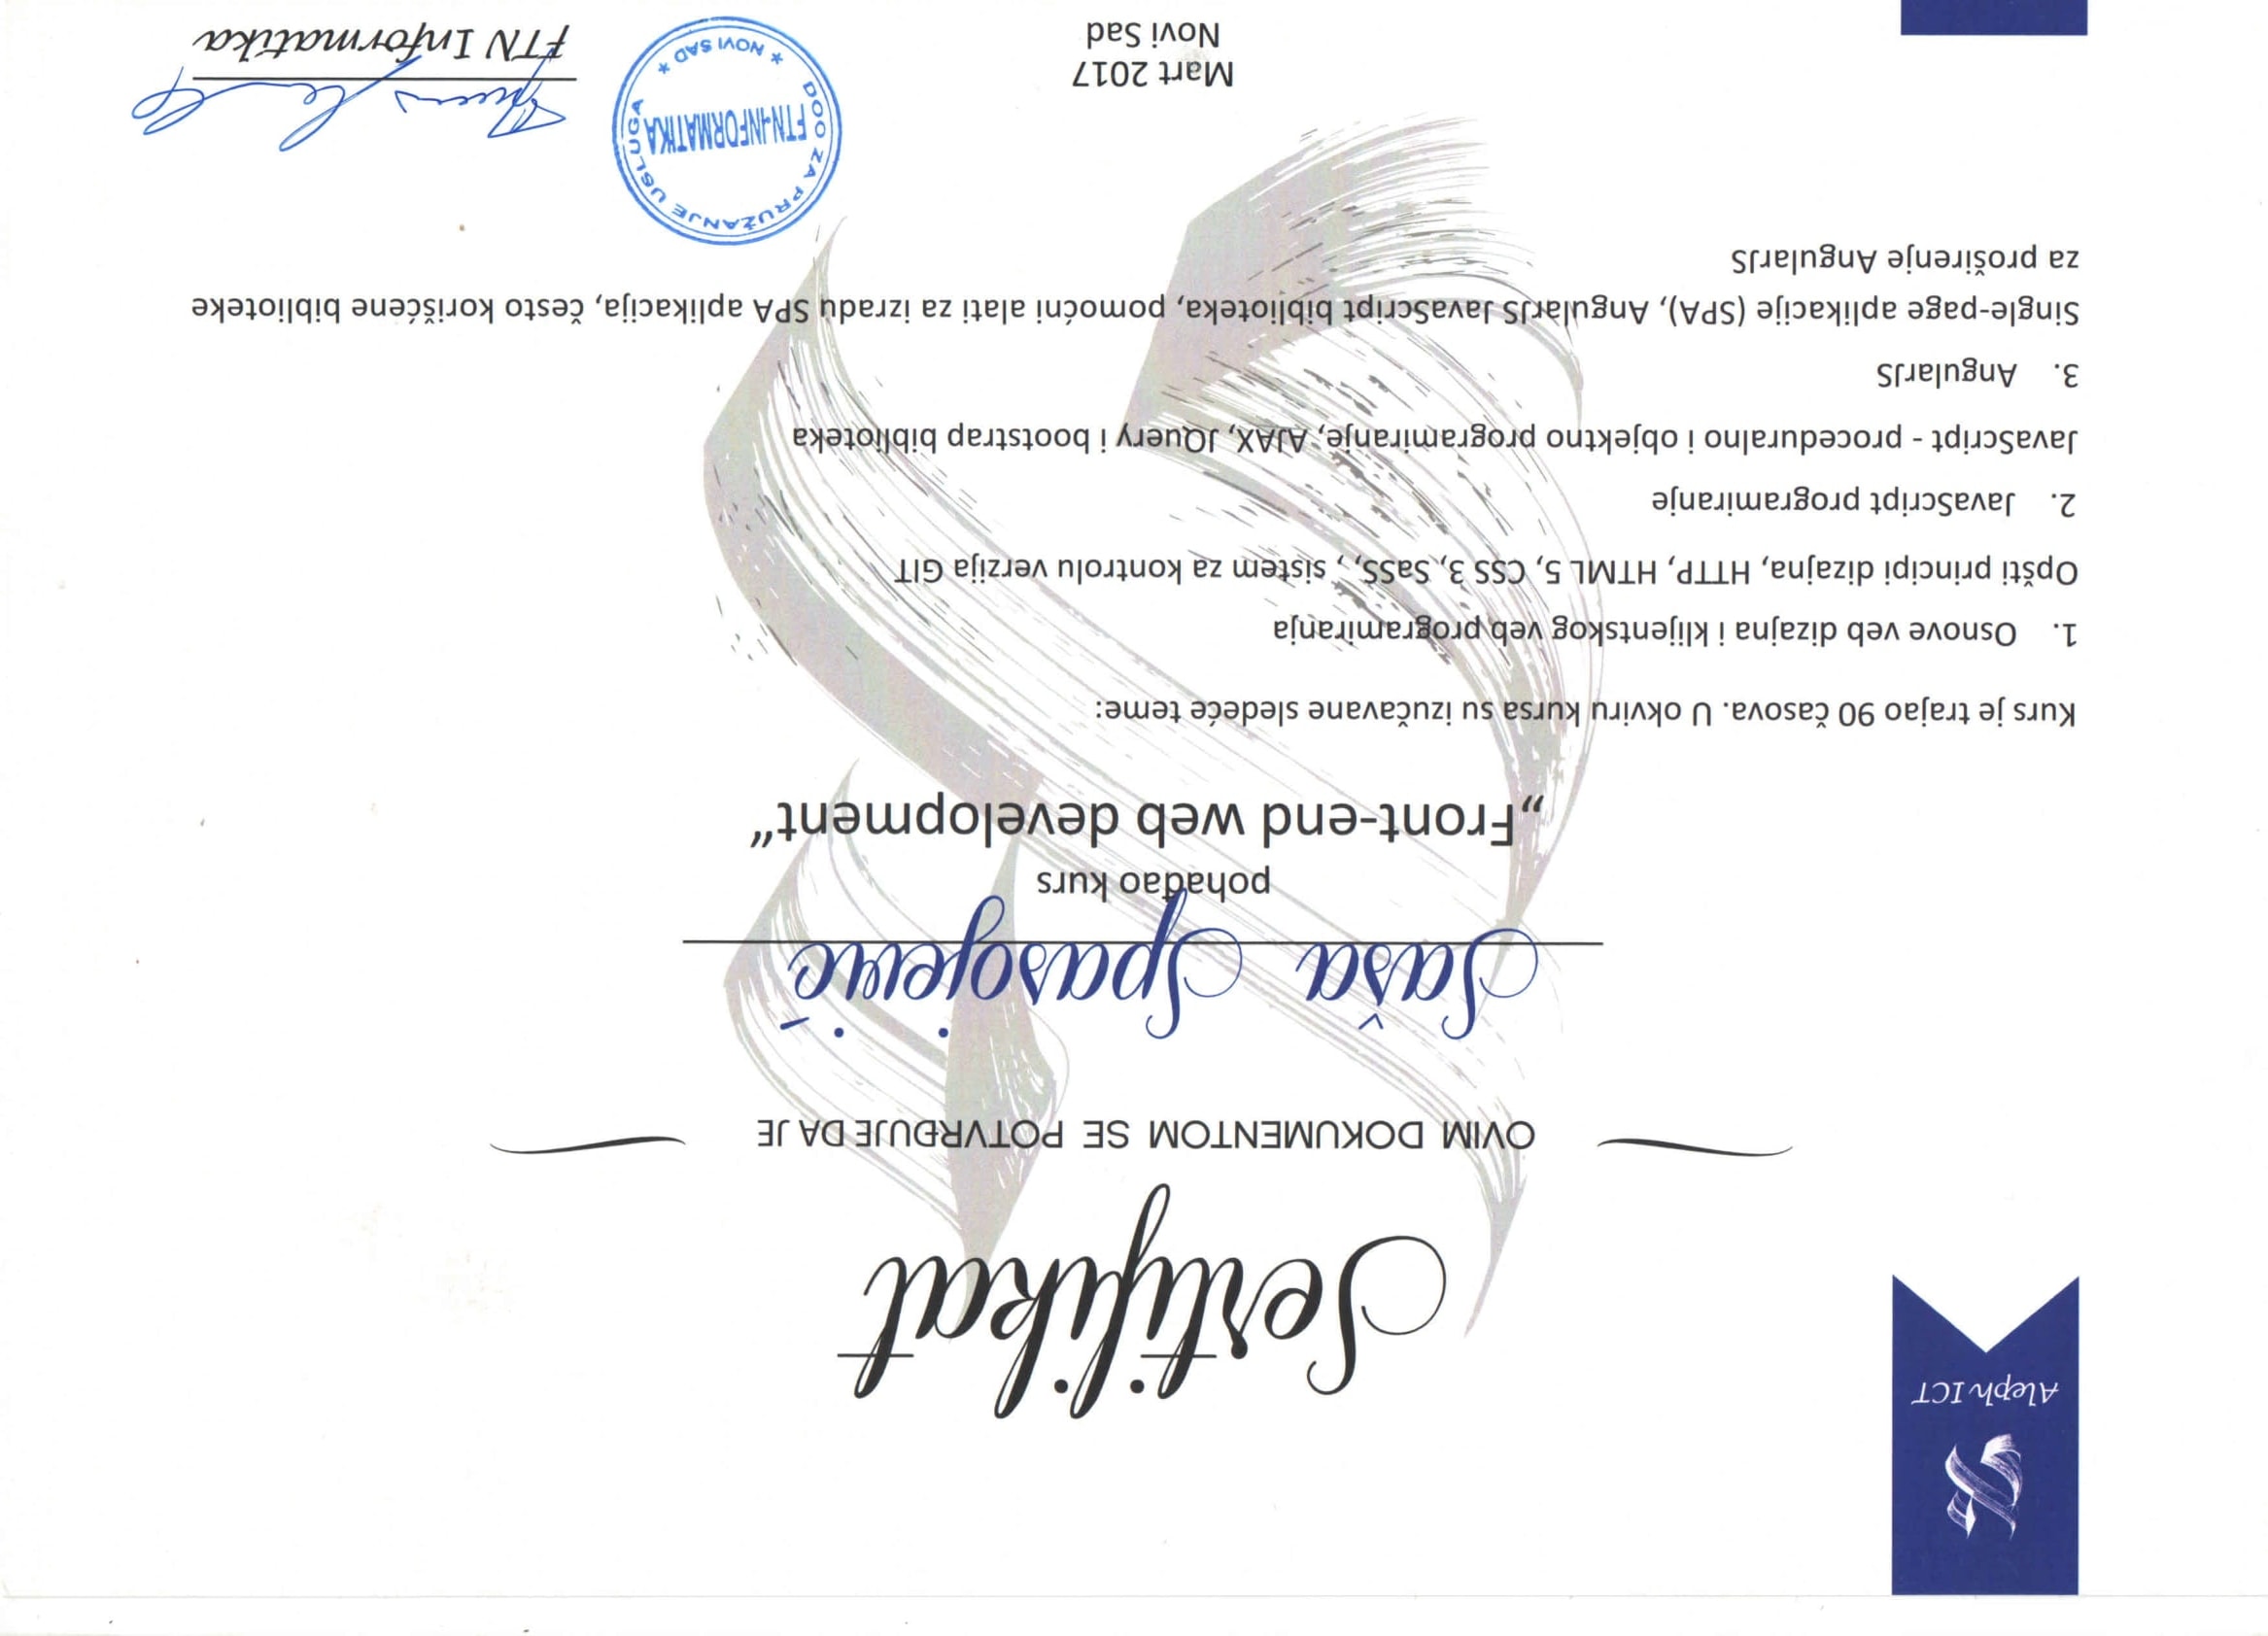 Aleph ICT
Sertifikat
OVIM DOKUMENTOM SE POTVRĐUJE DA JE
Saša Spasojević
pohađao kurs
„Front-end web development“
Kurs je trajao 90 časova. U okviru kursa su izučavane sledeće teme:
1. Osnove veb dizajna i klijentskog veb programiranja
Opšti principi dizajna, HTTP, HTML 5, CSS 3, SaSS, , sistem za kontrolu verzija GIT
2. JavaScript programiranje
JavaScript - proceduralno i objektno programiranje, AJAX, JQuery i bootstrap biblioteka
3. AngularJS
Single-page aplikacije (SPA), AngularJS JavaScript biblioteka, pomoćni alati za izradu SPA aplikacija, često korišćene biblioteke
za proširenje AngularJS
Mart 2017
Novi Sad
DOO ZA PRUŽANJE USLUGA
FTN-INFORMATIKA
* NOVI SAD *
FTN Informatika